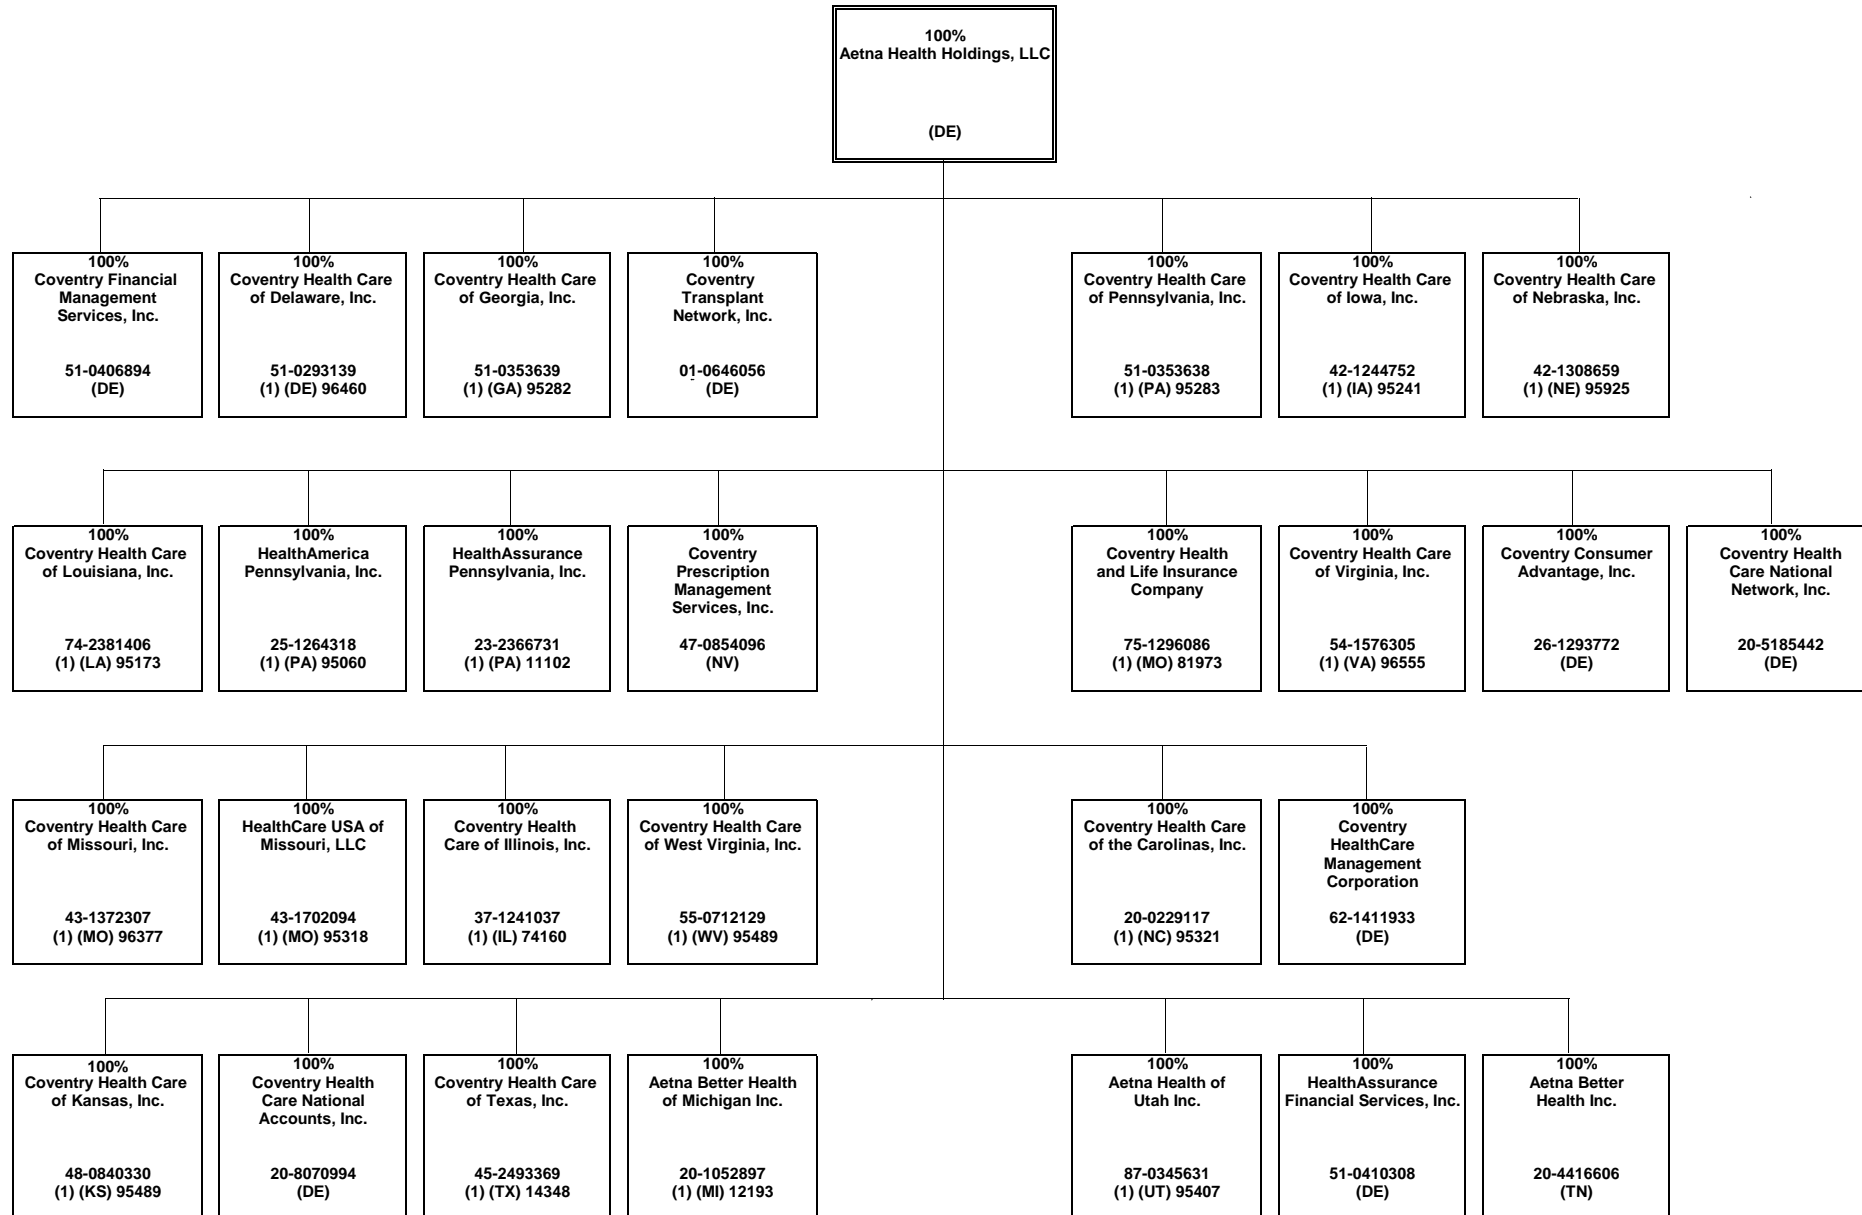 100%
Aetna Health Holdings, LLC
(DE)
100%
Coventry Financial
Management
Services, Inc.
51-0406894
(DE)
100%
Coventry Health Care
of Delaware, Inc.
51-0293139
(1) (DE) 96460
100%
Coventry Health Care
of Georgia, Inc.
51-0353639
(1) (GA) 95282
100%
Coventry
Transplant
Network, Inc.
01-0646056
(DE)
100%
Coventry Health Care
of Pennsylvania, Inc.
51-0353638
(1) (PA) 95283
100%
Coventry Health Care
of Iowa, Inc.
42-1244752
(1) (IA) 95241
100%
Coventry Health Care
of Nebraska, Inc.
42-1308659
(1) (NE) 95925
100%
Coventry Health Care
of Louisiana, Inc.
74-2381406
(1) (LA) 95173
100%
HealthAmerica
Pennsylvania, Inc.
25-1264318
(1) (PA) 95060
100%
HealthAssurance
Pennsylvania, Inc.
23-2366731
(1) (PA) 11102
100%
Coventry
Prescription
Management
Services, Inc.
47-0854096
(NV)
100%
Coventry Health
and Life Insurance
Company
75-1296086
(1) (MO) 81973
100%
Coventry Health Care
of Virginia, Inc.
54-1576305
(1) (VA) 96555
100%
Coventry Consumer
Advantage, Inc.
26-1293772
(DE)
100%
Coventry Health
Care National
Network, Inc.
20-5185442
(DE)
100%
Coventry Health Care
of Missouri, Inc.
43-1372307
(1) (MO) 96377
100%
HealthCare USA of
Missouri, LLC
43-1702094
(1) (MO) 95318
100%
Coventry Health
Care of Illinois, Inc.
37-1241037
(1) (IL) 74160
100%
Coventry Health Care
of West Virginia, Inc.
55-0712129
(1) (WV) 95489
100%
Coventry Health Care
of the Carolinas, Inc.
20-0229117
(1) (NC) 95321
100%
Coventry
HealthCare
Management
Corporation
62-1411933
(DE)
100%
Coventry Health Care
of Kansas, Inc.
48-0840330
(1) (KS) 95489
100%
Coventry Health
Care National
Accounts, Inc.
20-8070994
(DE)
100%
Coventry Health Care
of Texas, Inc.
45-2493369
(1) (TX) 14348
100%
Aetna Better Health
of Michigan Inc.
20-1052897
(1) (MI) 12193
100%
Aetna Health of
Utah Inc.
87-0345631
(1) (UT) 95407
100%
HealthAssurance
Financial Services, Inc.
51-0410308
(DE)
100%
Aetna Better
Health Inc.
20-4416606
(TN)